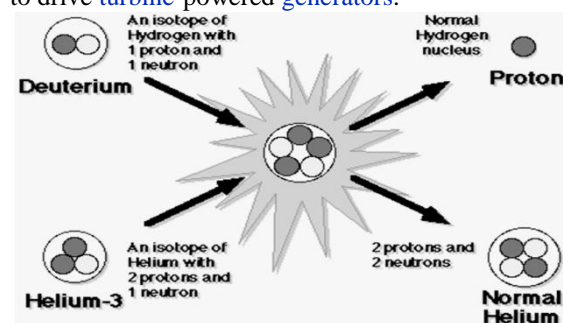 to drive turbine-powered generators.
An isotope of
Hydrogen with
1 proton and
1 neutron
Deuterium
Normal
Hydrogen
nucleus
Proton
An isotope of
Helium with
2 protons and
1 neutron
Helium-3
2 protons and
2 neutrons
Normal
Helium